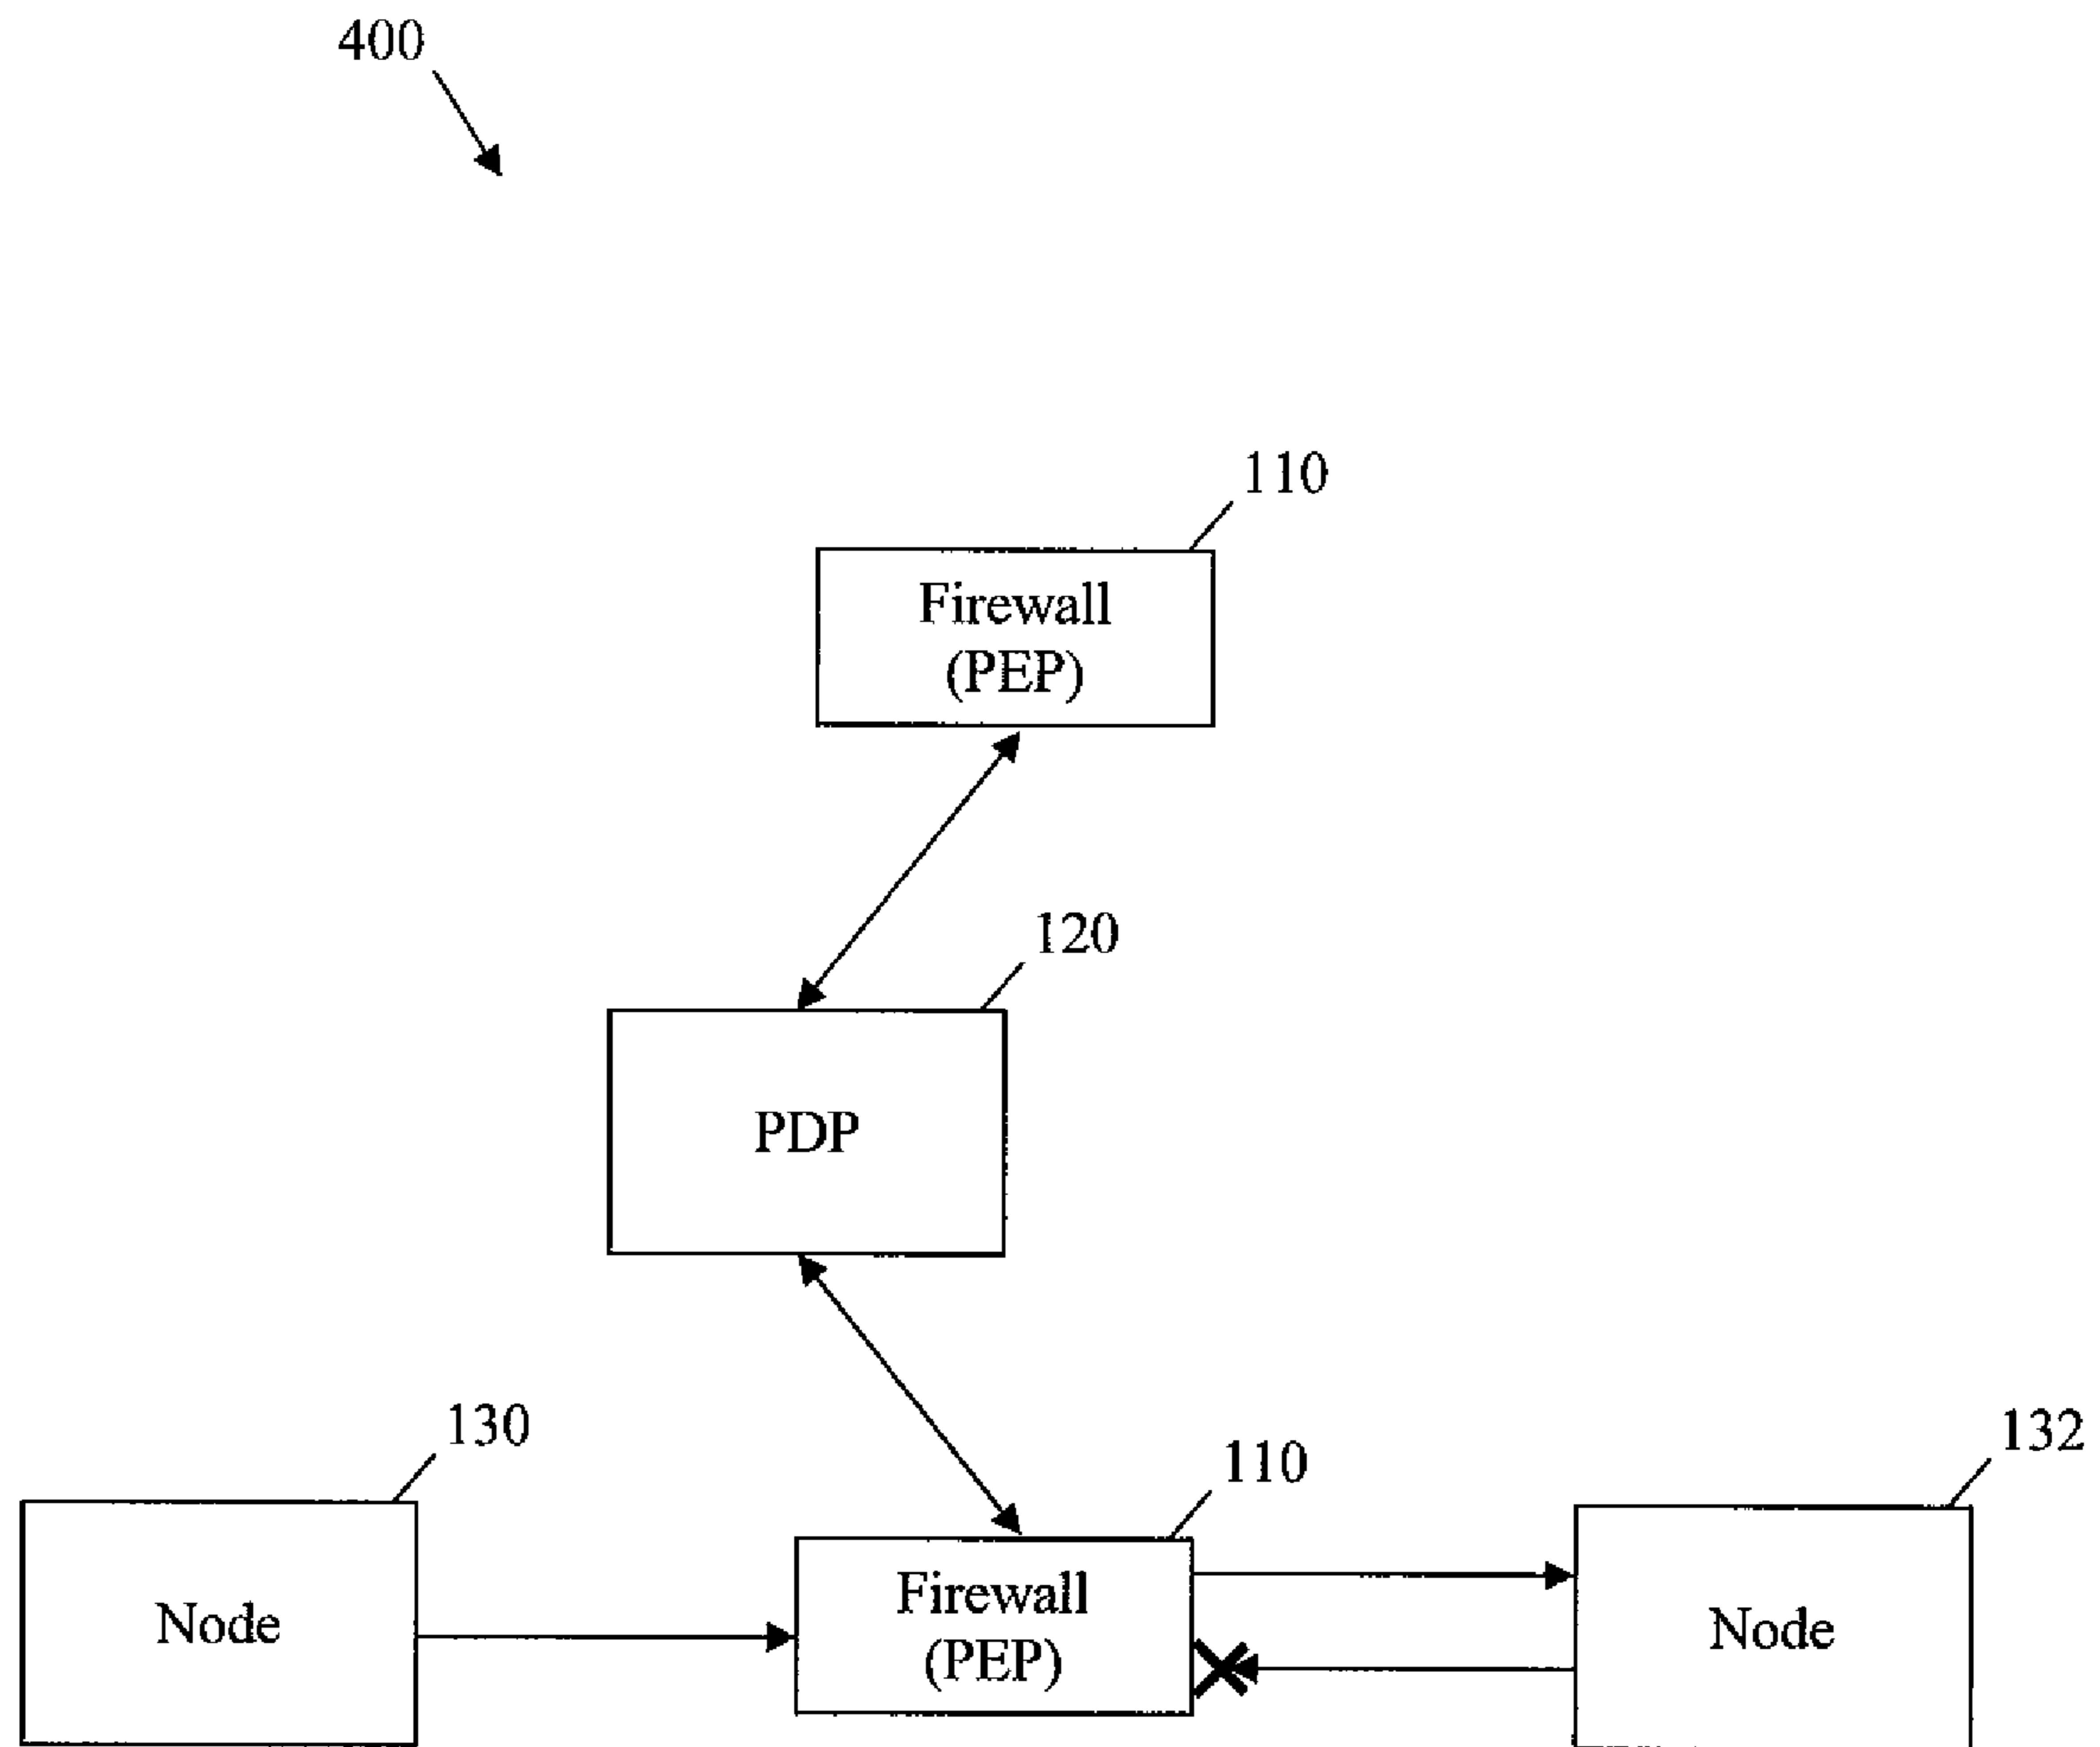 400
110
Firewall
(PEP)
120
PDP
130
110
132
Node
Firewall
(PEP)
Node